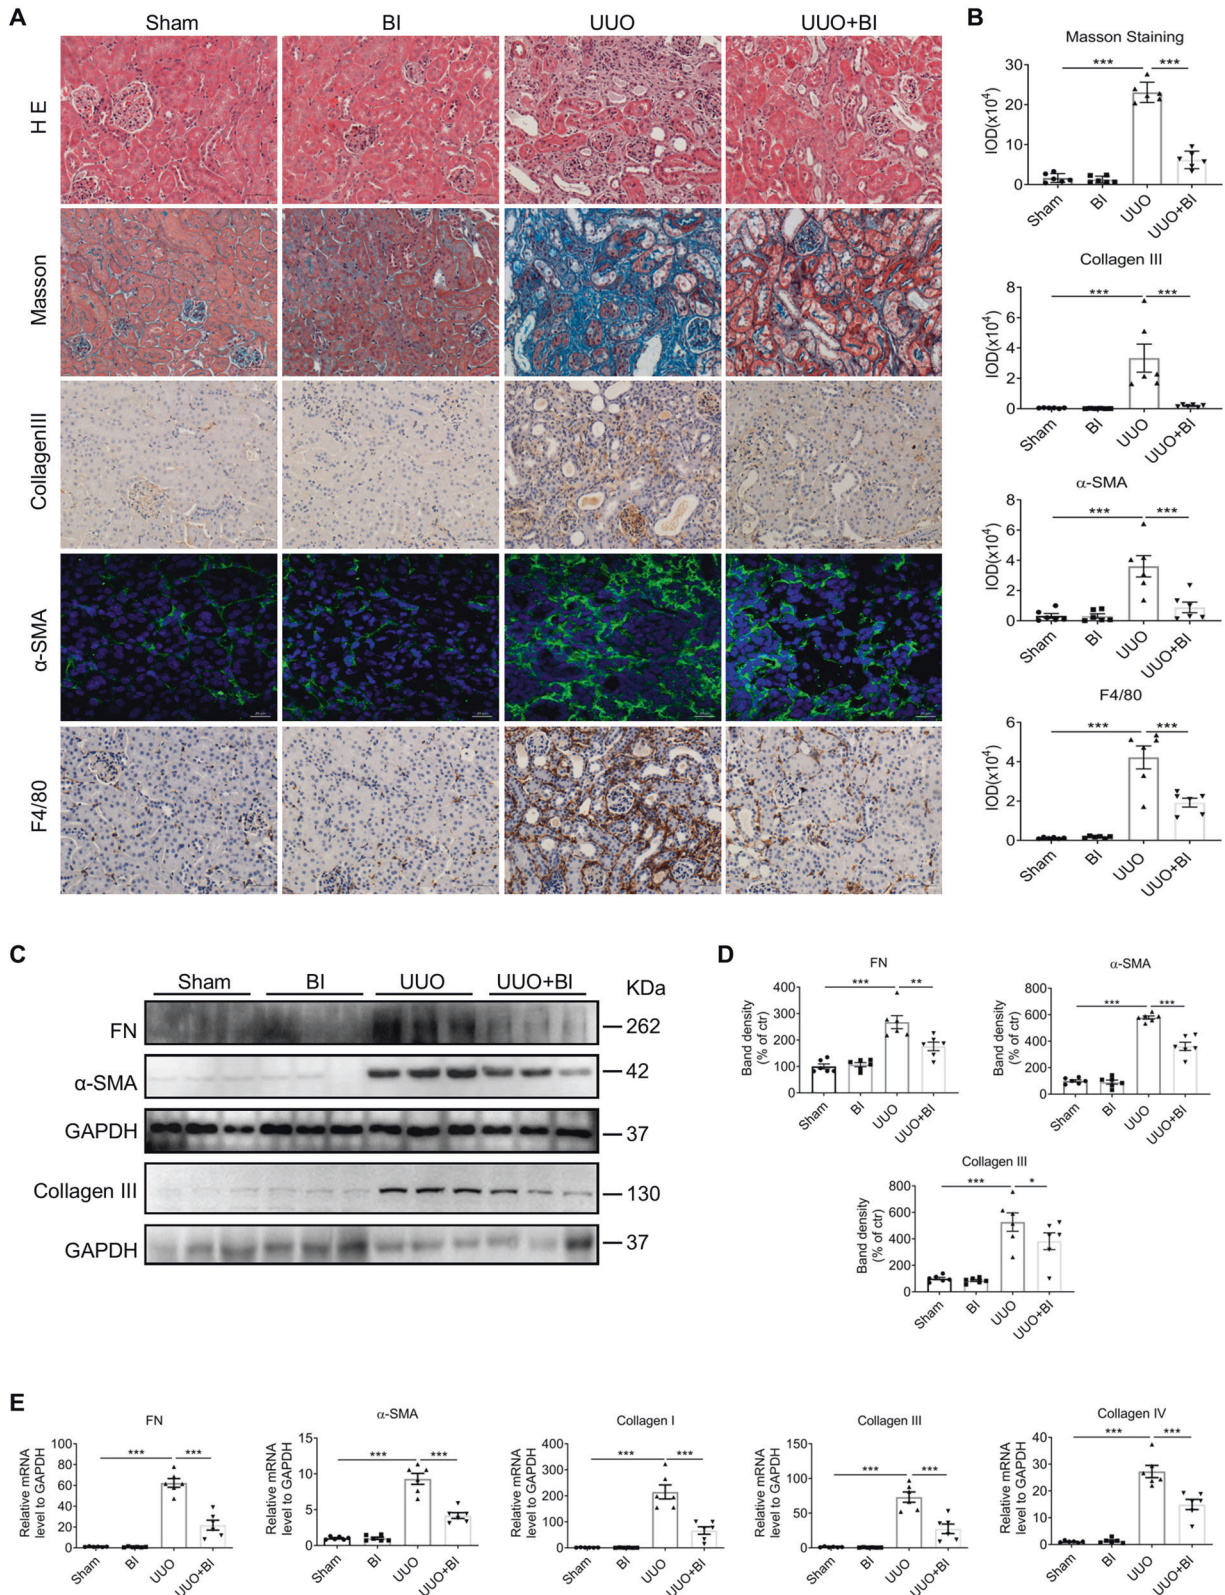 A
Sham BI UUO UUO+BI
H E
Masson
CollagenIII
α-SMA
F4/80
B
Masson Staining
IOD(x10⁴)
30
20
10
0
*** ***
Sham BI UUO UUO+BI
Collagen III
IOD(x10⁴)
8
6
4
2
0
*** ***
Sham BI UUO UUO+BI
α-SMA
IOD(x10⁴)
8
6
4
2
0
*** ***
Sham BI UUO UUO+BI
F4/80
IOD(x10⁴)
6
4
2
0
*** ***
Sham BI UUO UUO+BI
C
Sham BI UUO UUO+BI KDa
FN 262
α-SMA 42
GAPDH 37
Collagen III 130
GAPDH 37
D
FN
Band density
(% of ctr)
400
300
200
100
0
*** **
Sham BI UUO UUO+BI
α-SMA
Band density
(% of ctr)
800
600
400
200
0
*** ***
Sham BI UUO UUO+BI
Collagen III
Band density
(% of ctr)
800
600
400
200
0
*** *
Sham BI UUO UUO+BI
E
FN
Relative mRNA
level to GAPDH
100
80
60
40
20
0
*** ***
Sham BI UUO UUO+BI
α-SMA
Relative mRNA
level to GAPDH
15
10
5
0
*** ***
Sham BI UUO UUO+BI
Collagen I
Relative mRNA
level to GAPDH
400
300
200
100
0
*** ***
Sham BI UUO UUO+BI
Collagen III
Relative mRNA
level to GAPDH
150
100
50
0
*** ***
Sham BI UUO UUO+BI
Collagen IV
Relative mRNA
level to GAPDH
40
30
20
10
0
*** ***
Sham BI UUO UUO+BI